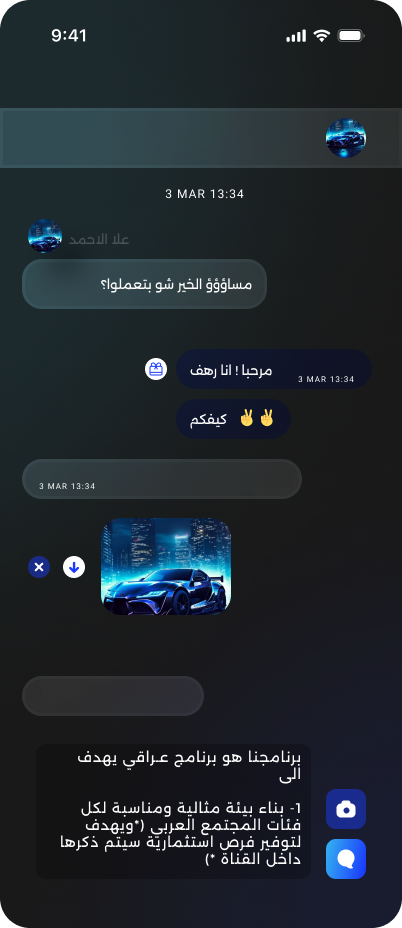 9:41
3 MAR 13:34
علا الاحمد
مساؤؤؤ الخير شو بتعملوا؟
مرحبا ! انا رهف
3 MAR 13:34
كيفكم ✌️✌️
3 MAR 13:34
برنامجنا هو برنامج عراقي يهدف
الى
1- بناء بيئة مثالية ومناسبة لكل
فئات المجتمع العربي (*ويهدف
لتوفير فرص استثمارية سيتم ذكرها
داخل القناة *)